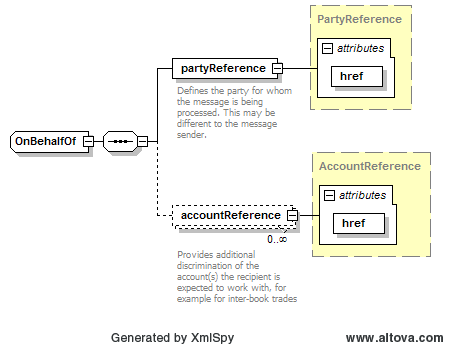 PartyReference
attributes
partyReference
href
Defines the party for whom
the message is being
processed. This may be
different to the message
sender.
OnBehalfOf
AccountReference
attributes
accountReference
href
0..∞
Provides additional
discrimination of the
account(s) the recipient is
expected to work with, for
example for inter-book trades
Generated by XmlSpy
www.altova.com